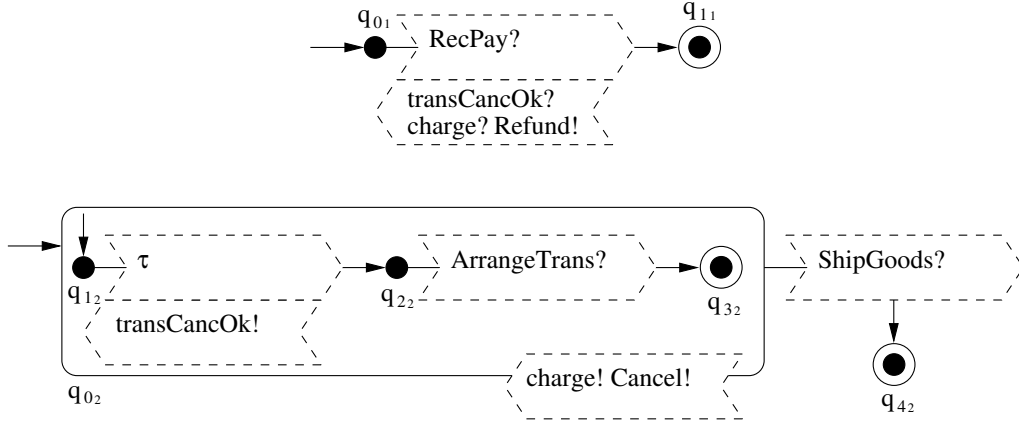 q₀₁
q₁₁
RecPay?
transCancOk?
charge? Refund!
τ
ArrangeTrans?
ShipGoods?
q₁₂
q₂₂
q₃₂
transCancOk!
q₀₂
charge! Cancel!
q₄₂